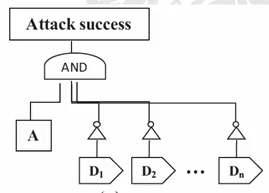 Attack success
AND
A
D1 D2 ••• Dn